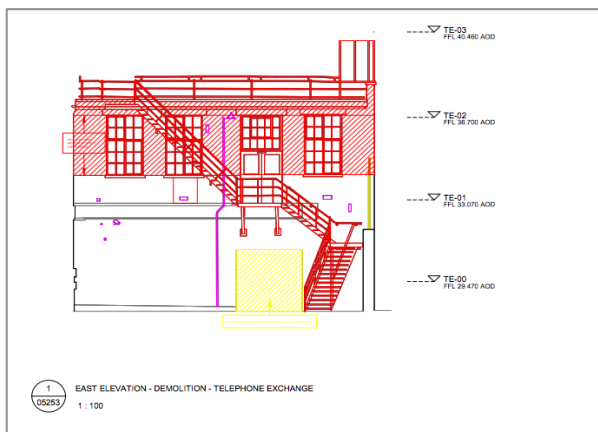 TE-03
FFL 40.460 AOD
TE-02
FFL 36.700 AOD
TE-01
FFL 33.070 AOD
TE-00
FFL 29.470 AOD
1
05253
EAST ELEVATION - DEMOLITION - TELEPHONE EXCHANGE
1 : 100